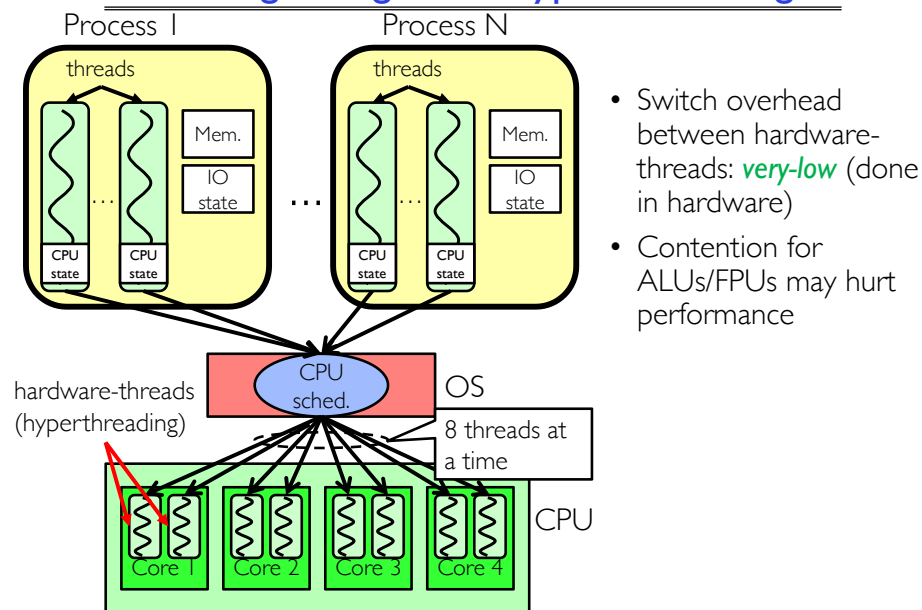 Process 1
Process N
threads
threads
Mem.
Mem.
IO
state
IO
state
...
...
...
CPU
state
CPU
state
CPU
state
CPU
state
• Switch overhead
between hardware-
threads: very-low (done
in hardware)
• Contention for
ALUs/FPUs may hurt
performance
CPU
sched.
OS
hardware-threads
(hyperthreading)
8 threads at
a time
CPU
Core 1
Core 2
Core 3
Core 4